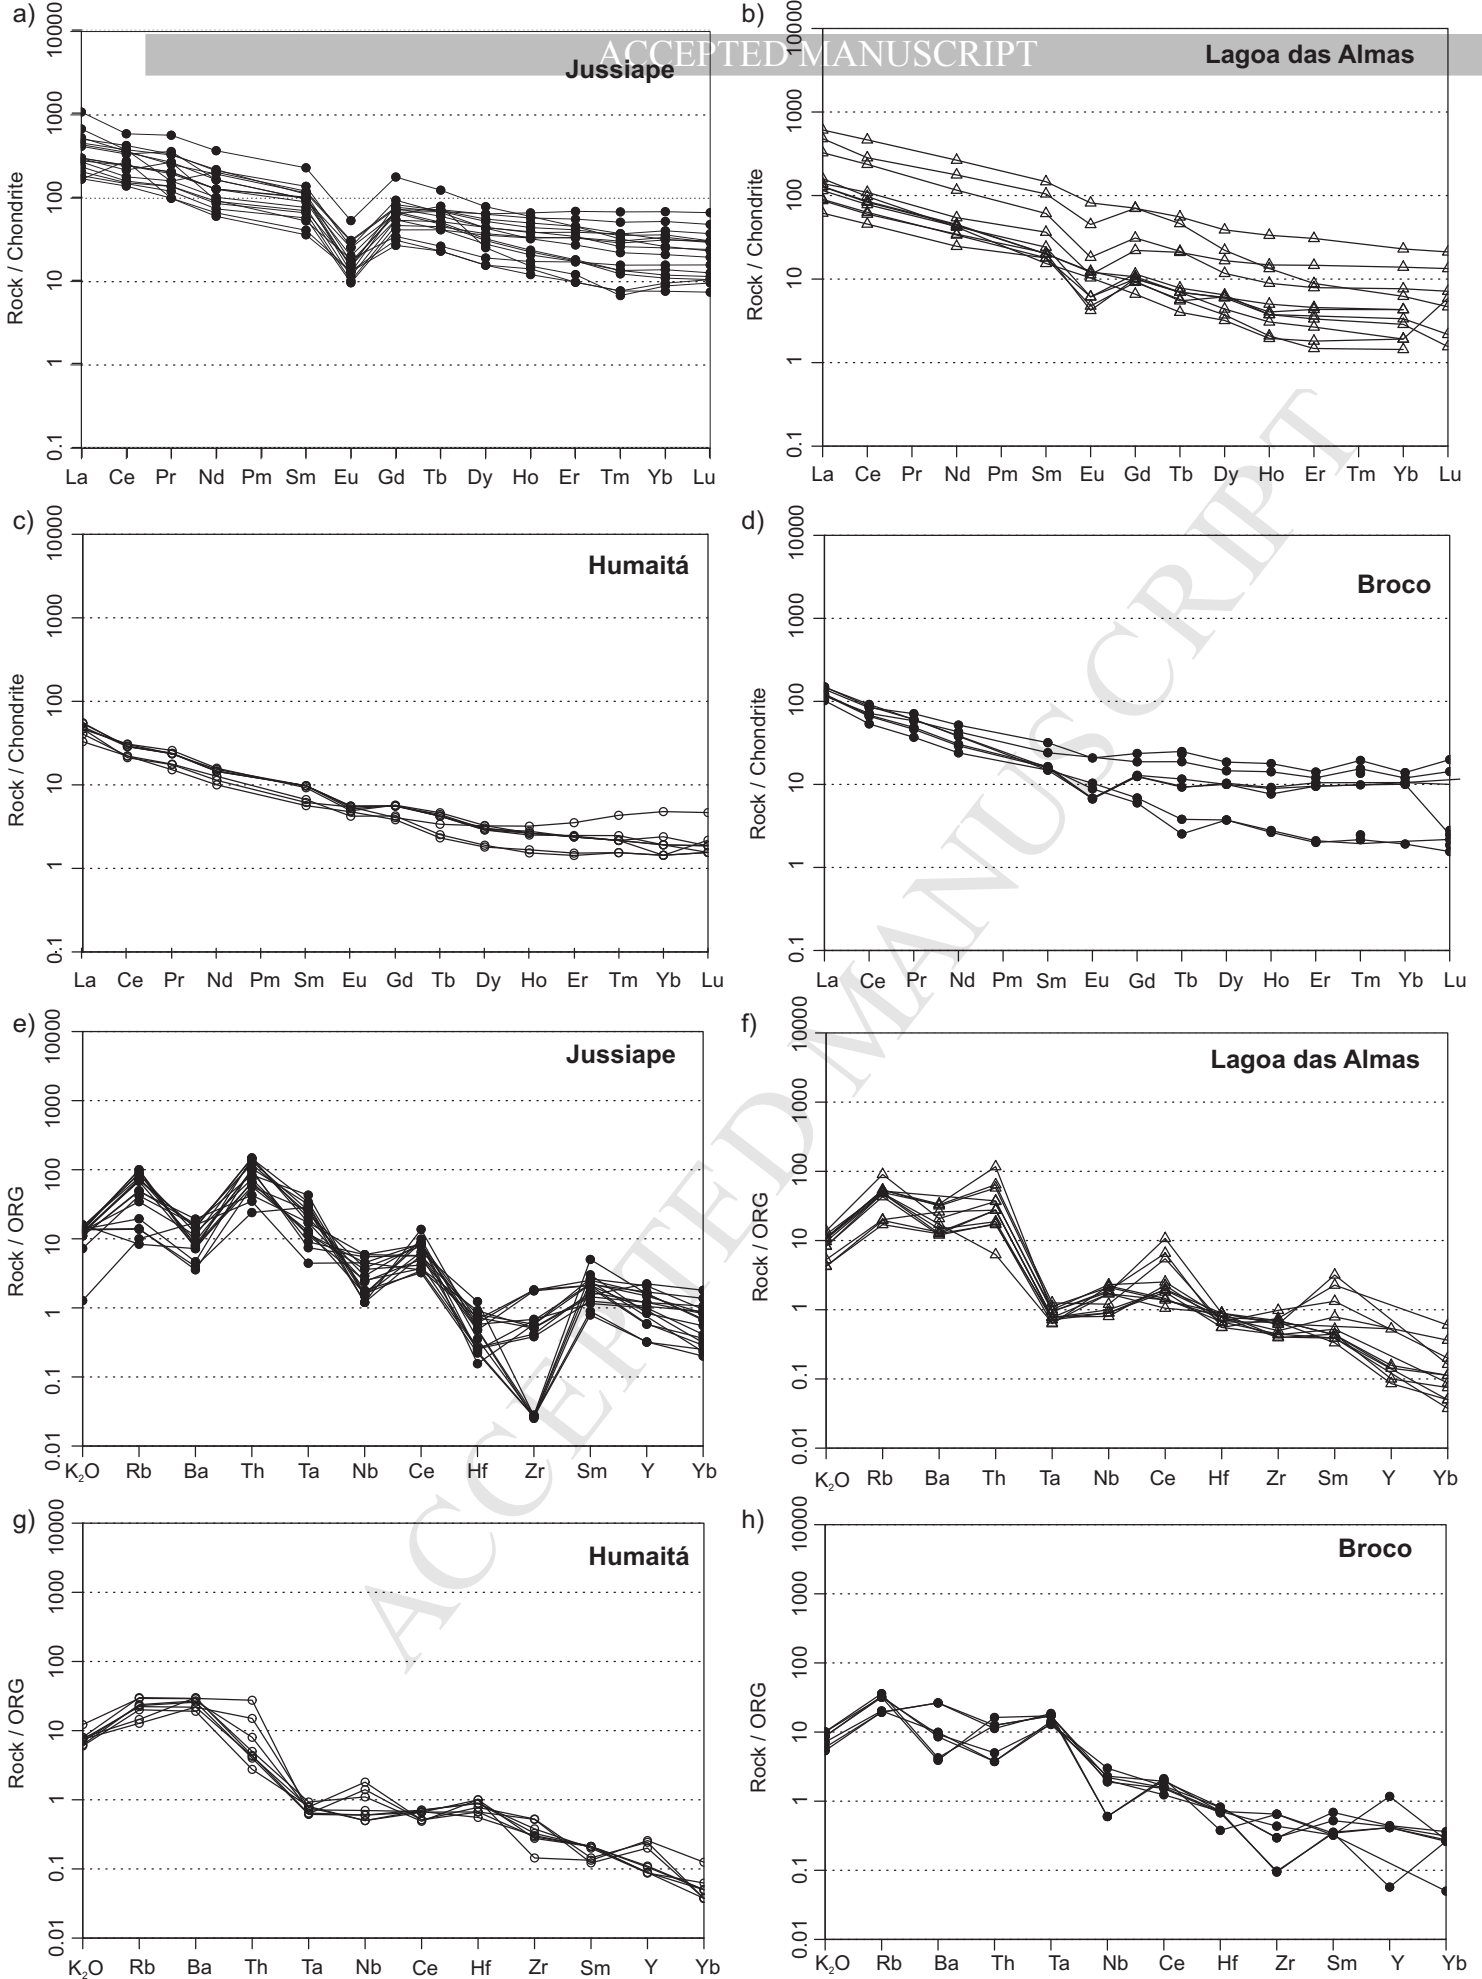 ACCEPTED MANUSCRIPT
a)
Jussiape
Rock / Chondrite
10000
1000
100
10
1
0.1
La Ce Pr Nd Pm Sm Eu Gd Tb Dy Ho Er Tm Yb Lu
b)
Lagoa das Almas
10000
1000
100
10
1
0.1
Rock / Chondrite
La Ce Pr Nd Pm Sm Eu Gd Tb Dy Ho Er Tm Yb Lu
c)
Humaitá
Rock / Chondrite
10000
1000
100
10
1
0.1
La Ce Pr Nd Pm Sm Eu Gd Tb Dy Ho Er Tm Yb Lu
d)
Broco
Rock / Chondrite
10000
1000
100
10
1
0.1
La Ce Pr Nd Pm Sm Eu Gd Tb Dy Ho Er Tm Yb Lu
e)
Jussiape
Rock / ORG
10000
1000
100
10
1
0.1
0.01
K₂O Rb Ba Th Ta Nb Ce Hf Zr Sm Y Yb
f)
Lagoa das Almas
Rock / ORG
10000
1000
100
10
1
0.1
0.01
K₂O Rb Ba Th Ta Nb Ce Hf Zr Sm Y Yb
g)
Humaitá
Rock / ORG
10000
1000
100
10
1
0.1
0.01
K₂O Rb Ba Th Ta Nb Ce Hf Zr Sm Y Yb
h)
Broco
Rock / ORG
10000
1000
100
10
1
0.1
0.01
K₂O Rb Ba Th Ta Nb Ce Hf Zr Sm Y Yb
ACCEPTED MANUSCRIPT